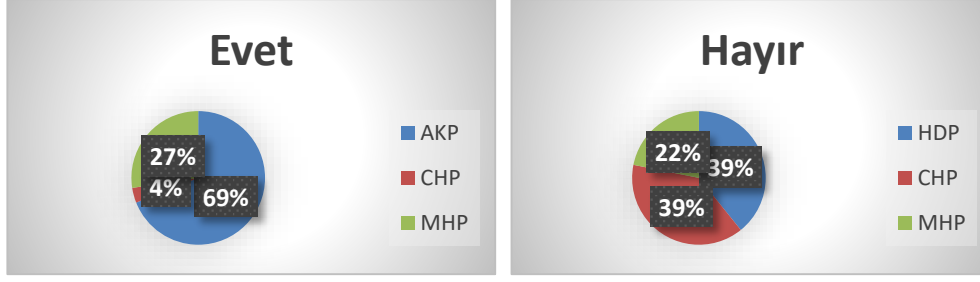 Evet
AKP
CHP
MHP
27%
4%
69%
Hayır
HDP
CHP
MHP
22%
39%
39%